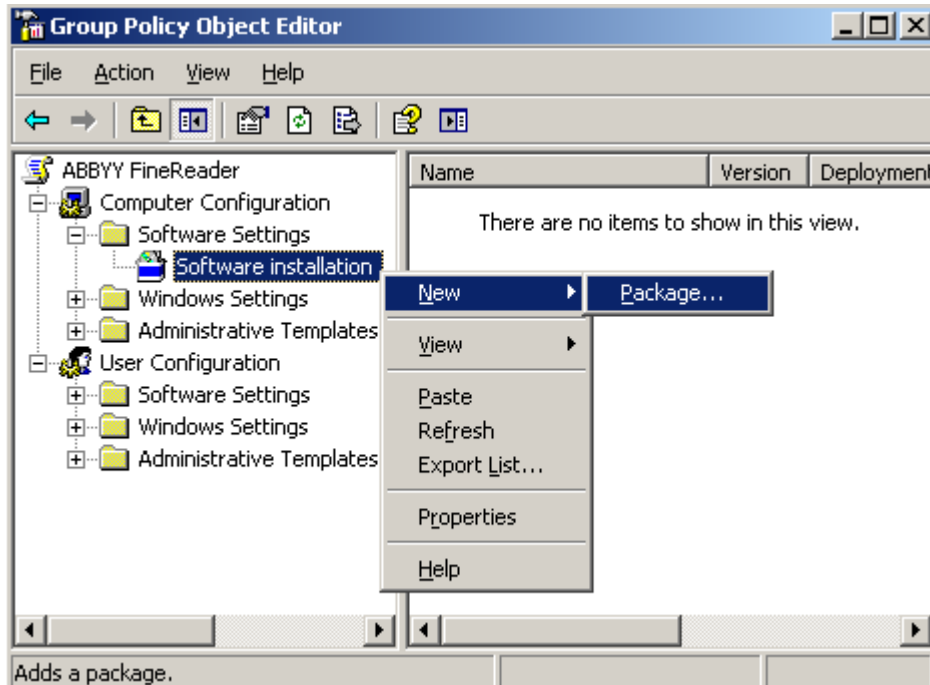 Group Policy Object Editor
File Action View Help
ABBYY FineReader
Computer Configuration
Software Settings
Software installation
Windows Settings
Administrative Templates
User Configuration
Software Settings
Windows Settings
Administrative Templates
Name Version Deployment
There are no items to show in this view.
New
Package...
View
Paste
Refresh
Export List...
Properties
Help
Adds a package.